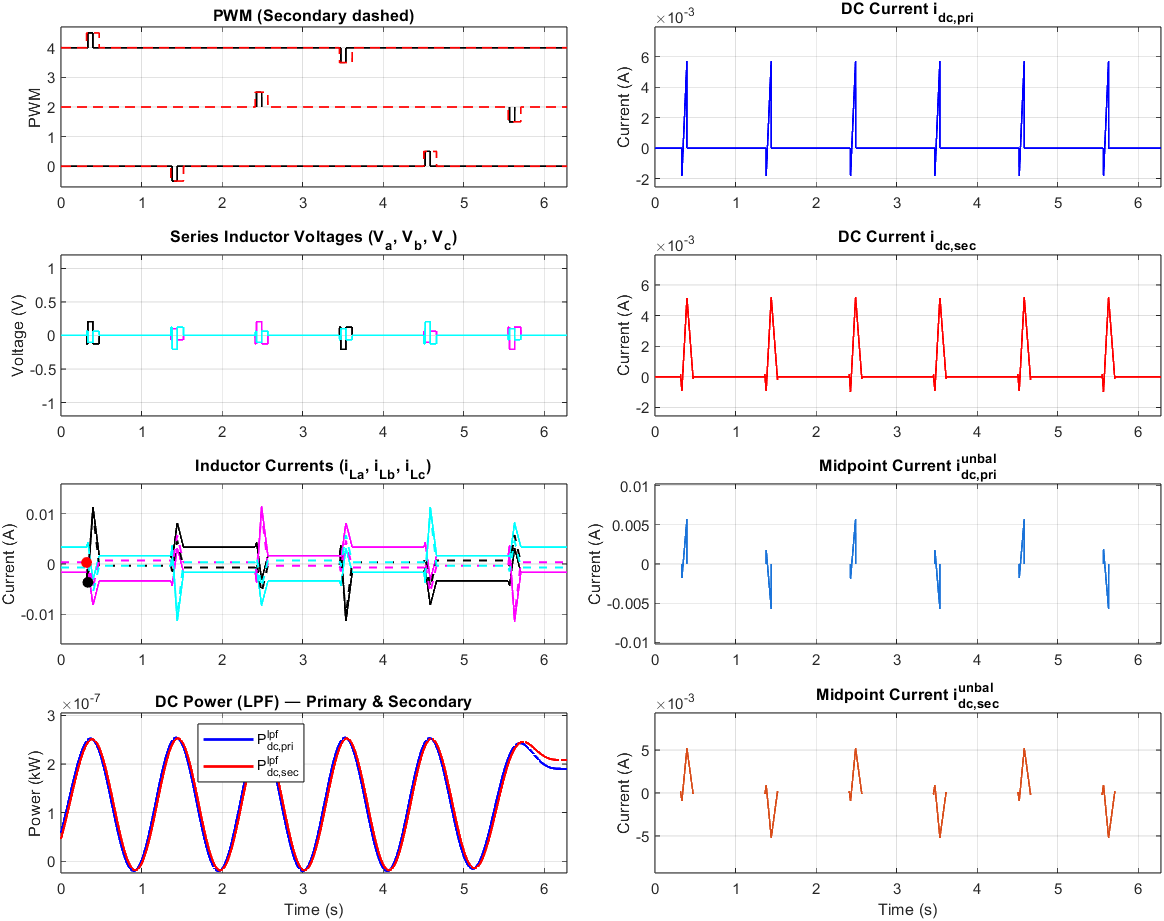 PWM (Secondary dashed)
PWM
4
3
2
1
0
0 1 2 3 4 5 6
DC Current i_dc,pri
×10^-3
Current (A)
6
4
2
0
-2
0 1 2 3 4 5 6
Series Inductor Voltages (V_a, V_b, V_c)
Voltage (V)
1
0.5
0
-0.5
-1
0 1 2 3 4 5 6
DC Current i_dc,sec
×10^-3
Current (A)
6
4
2
0
-2
0 1 2 3 4 5 6
Inductor Currents (i_La, i_Lb, i_Lc)
Current (A)
0.01
0
-0.01
0 1 2 3 4 5 6
Midpoint Current i^unbal_dc,pri
Current (A)
0.01
0.005
0
-0.005
-0.01
0 1 2 3 4 5 6
DC Power (LPF) — Primary & Secondary
×10^-7
Power (kW)
3
2
1
0
P^lpf_dc,pri
P^lpf_dc,sec
0 1 2 3 4 5 6
Time (s)
Midpoint Current i^unbal_dc,sec
×10^-3
Current (A)
5
0
-5
0 1 2 3 4 5 6
Time (s)